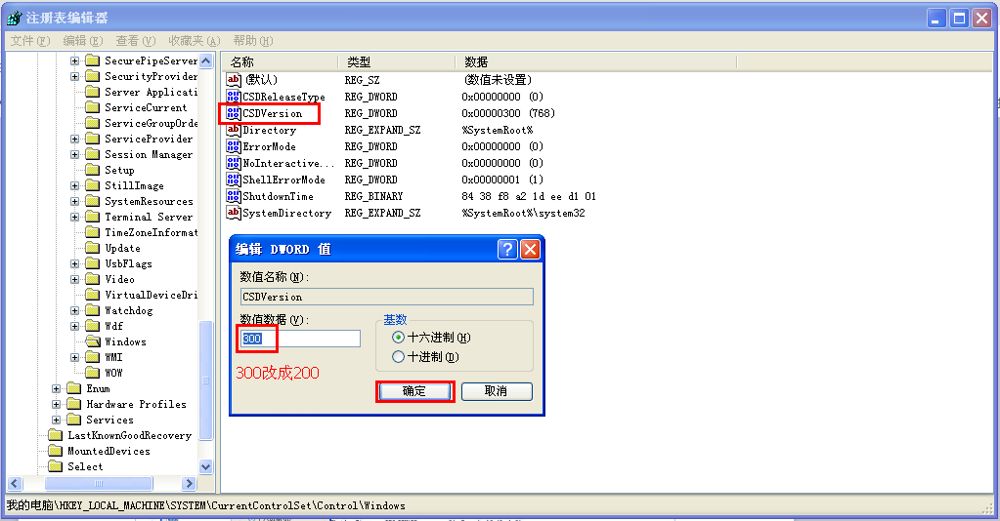 注册表编辑器
文件(F) 编辑(E) 查看(V) 收藏夹(A) 帮助(H)
SecurePipeServer
SecurityProvider
Server Applicati
ServiceCurrent
ServiceGroupOrde
ServiceProvider
Session Manager
Setup
StillImage
SystemResources
Terminal Server
TimeZoneInformat
Update
UsbFlags
Video
VirtualDeviceDri
Watchdog
Wdf
Windows
WMI
WOW
Enum
Hardware Profiles
Services
LastKnownGoodRecovery
MountedDevices
Select
名称 类型 数据
(默认) REG_SZ (数值未设置)
CSDReleaseType REG_DWORD 0x00000000 (0)
CSDVersion REG_DWORD 0x00000300 (768)
Directory REG_EXPAND_SZ %SystemRoot%
ErrorMode REG_DWORD 0x00000000 (0)
NoInteractive... REG_DWORD 0x00000000 (0)
ShellErrorMode REG_DWORD 0x00000001 (1)
ShutdownTime REG_BINARY 84 38 f8 a2 1d ee d1 01
SystemDirectory REG_EXPAND_SZ %SystemRoot%\system32
编辑 DWORD 值
数值名称(N):
CSDVersion
数值数据(V):
300
基数
十六进制(H)
十进制(D)
300改成200
确定 取消
我的电脑\HKEY_LOCAL_MACHINE\SYSTEM\CurrentControlSet\Control\Windows